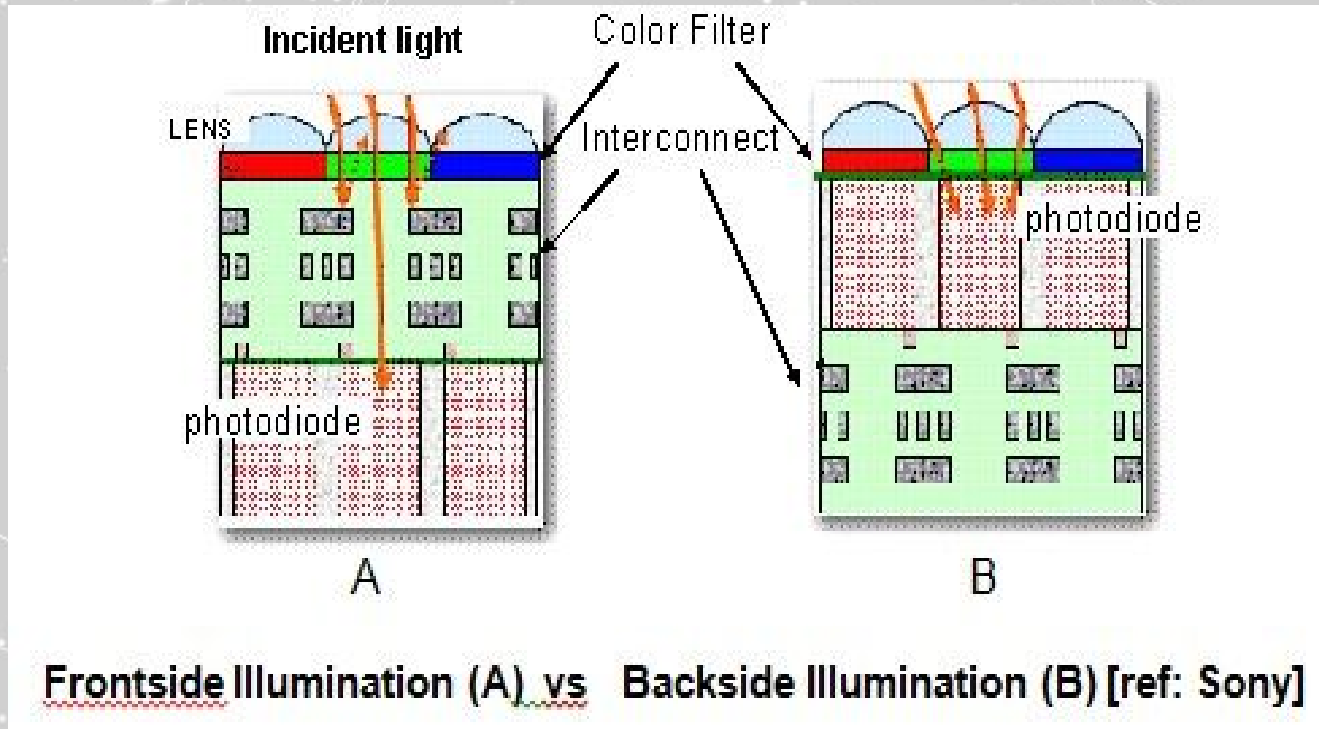 Incident light
Color Filter
LENS
Interconnect
photodiode
photodiode
A
B
Frontside Illumination (A) vs Backside Illumination (B) [ref: Sony]